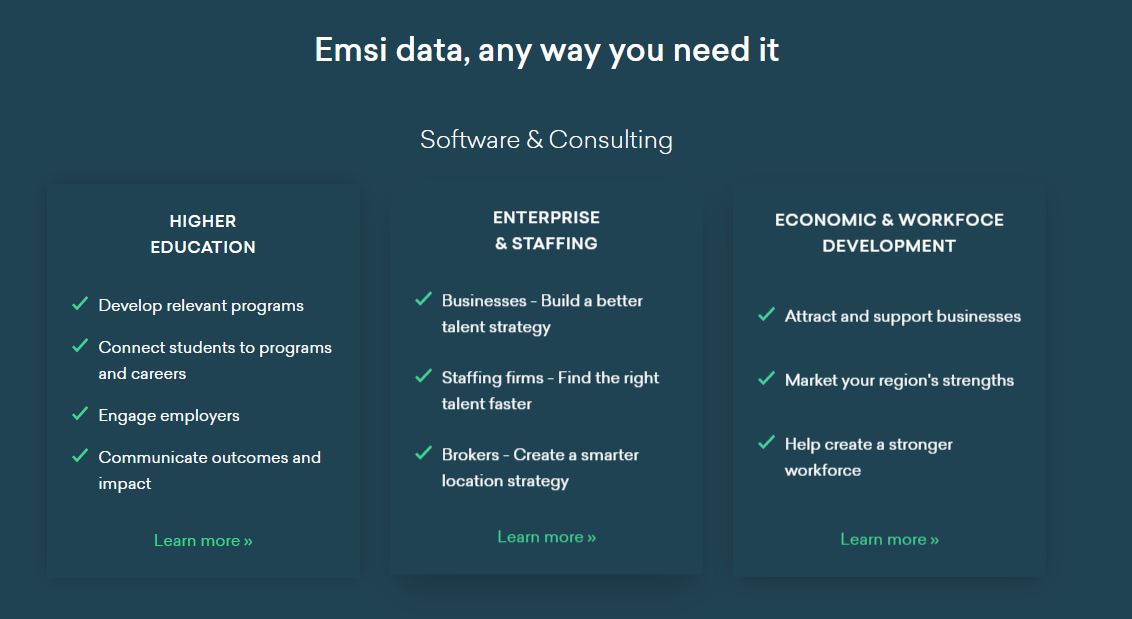 Emsi data, any way you need it
Software & Consulting
HIGHER
EDUCATION
Develop relevant programs
Connect students to programs
and careers
Engage employers
Communicate outcomes and
impact
Learn more »
ENTERPRISE
& STAFFING
Businesses - Build a better
talent strategy
Staffing firms - Find the right
talent faster
Brokers - Create a smarter
location strategy
Learn more »
ECONOMIC & WORKFOCE
DEVELOPMENT
Attract and support businesses
Market your region's strengths
Help create a stronger
workforce
Learn more »